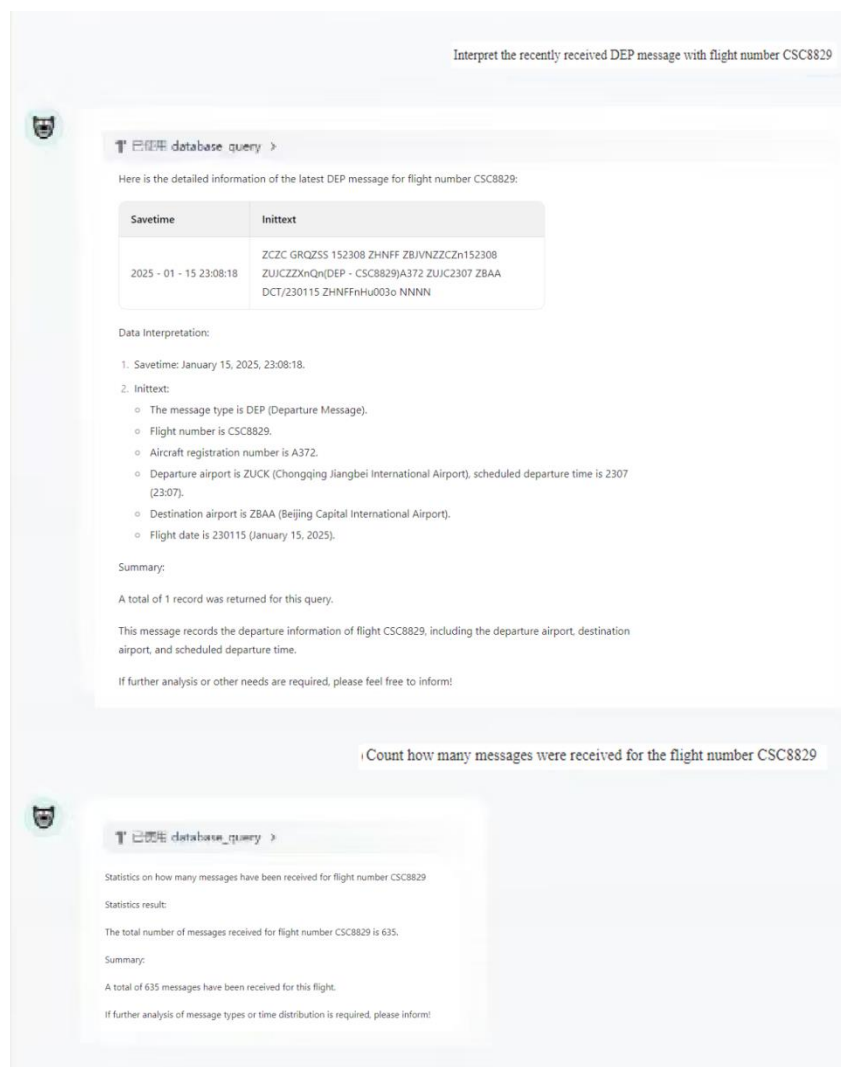 Interpret the recently received DEP message with flight number CSC8829
已使用 database_query >
Here is the detailed information of the latest DEP message for flight number CSC8829:
Savetime Inittext
ZCZC GRQZSS 152308 ZHNFF ZBJVNZZCZn152308
2025 - 01 - 15 23:08:18 ZUJCZZXnQn(DEP - CSC8829)A372 ZUJC2307 ZBAA
DCT/230115 ZHNFFnHu003o NNNN
Data Interpretation:
1. Savetime: January 15, 2025, 23:08:18.
2. Inittext:
○ The message type is DEP (Departure Message).
○ Flight number is CSC8829.
○ Aircraft registration number is A372.
○ Departure airport is ZUCK (Chongqing Jiangbei International Airport), scheduled departure time is 2307
(23:07).
○ Destination airport is ZBAA (Beijing Capital International Airport).
○ Flight date is 230115 (January 15, 2025).
Summary:
A total of 1 record was returned for this query.
This message records the departure information of flight CSC8829, including the departure airport, destination
airport, and scheduled departure time.
If further analysis or other needs are required, please feel free to inform!
Count how many messages were received for the flight number CSC8829
已使用 database_query >
Statistics on how many messages have been received for flight number CSC8829
Statistics result:
The total number of messages received for flight number CSC8829 is 635.
Summary:
A total of 635 messages have been received for this flight.
If further analysis of message types or time distribution is required, please inform!